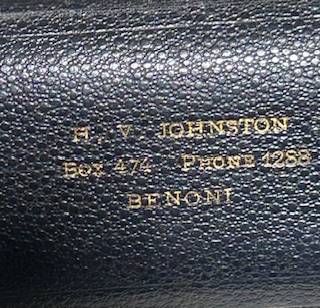 H. V. JOHNSTON
BOX 474 PHONE 1288
BENONI